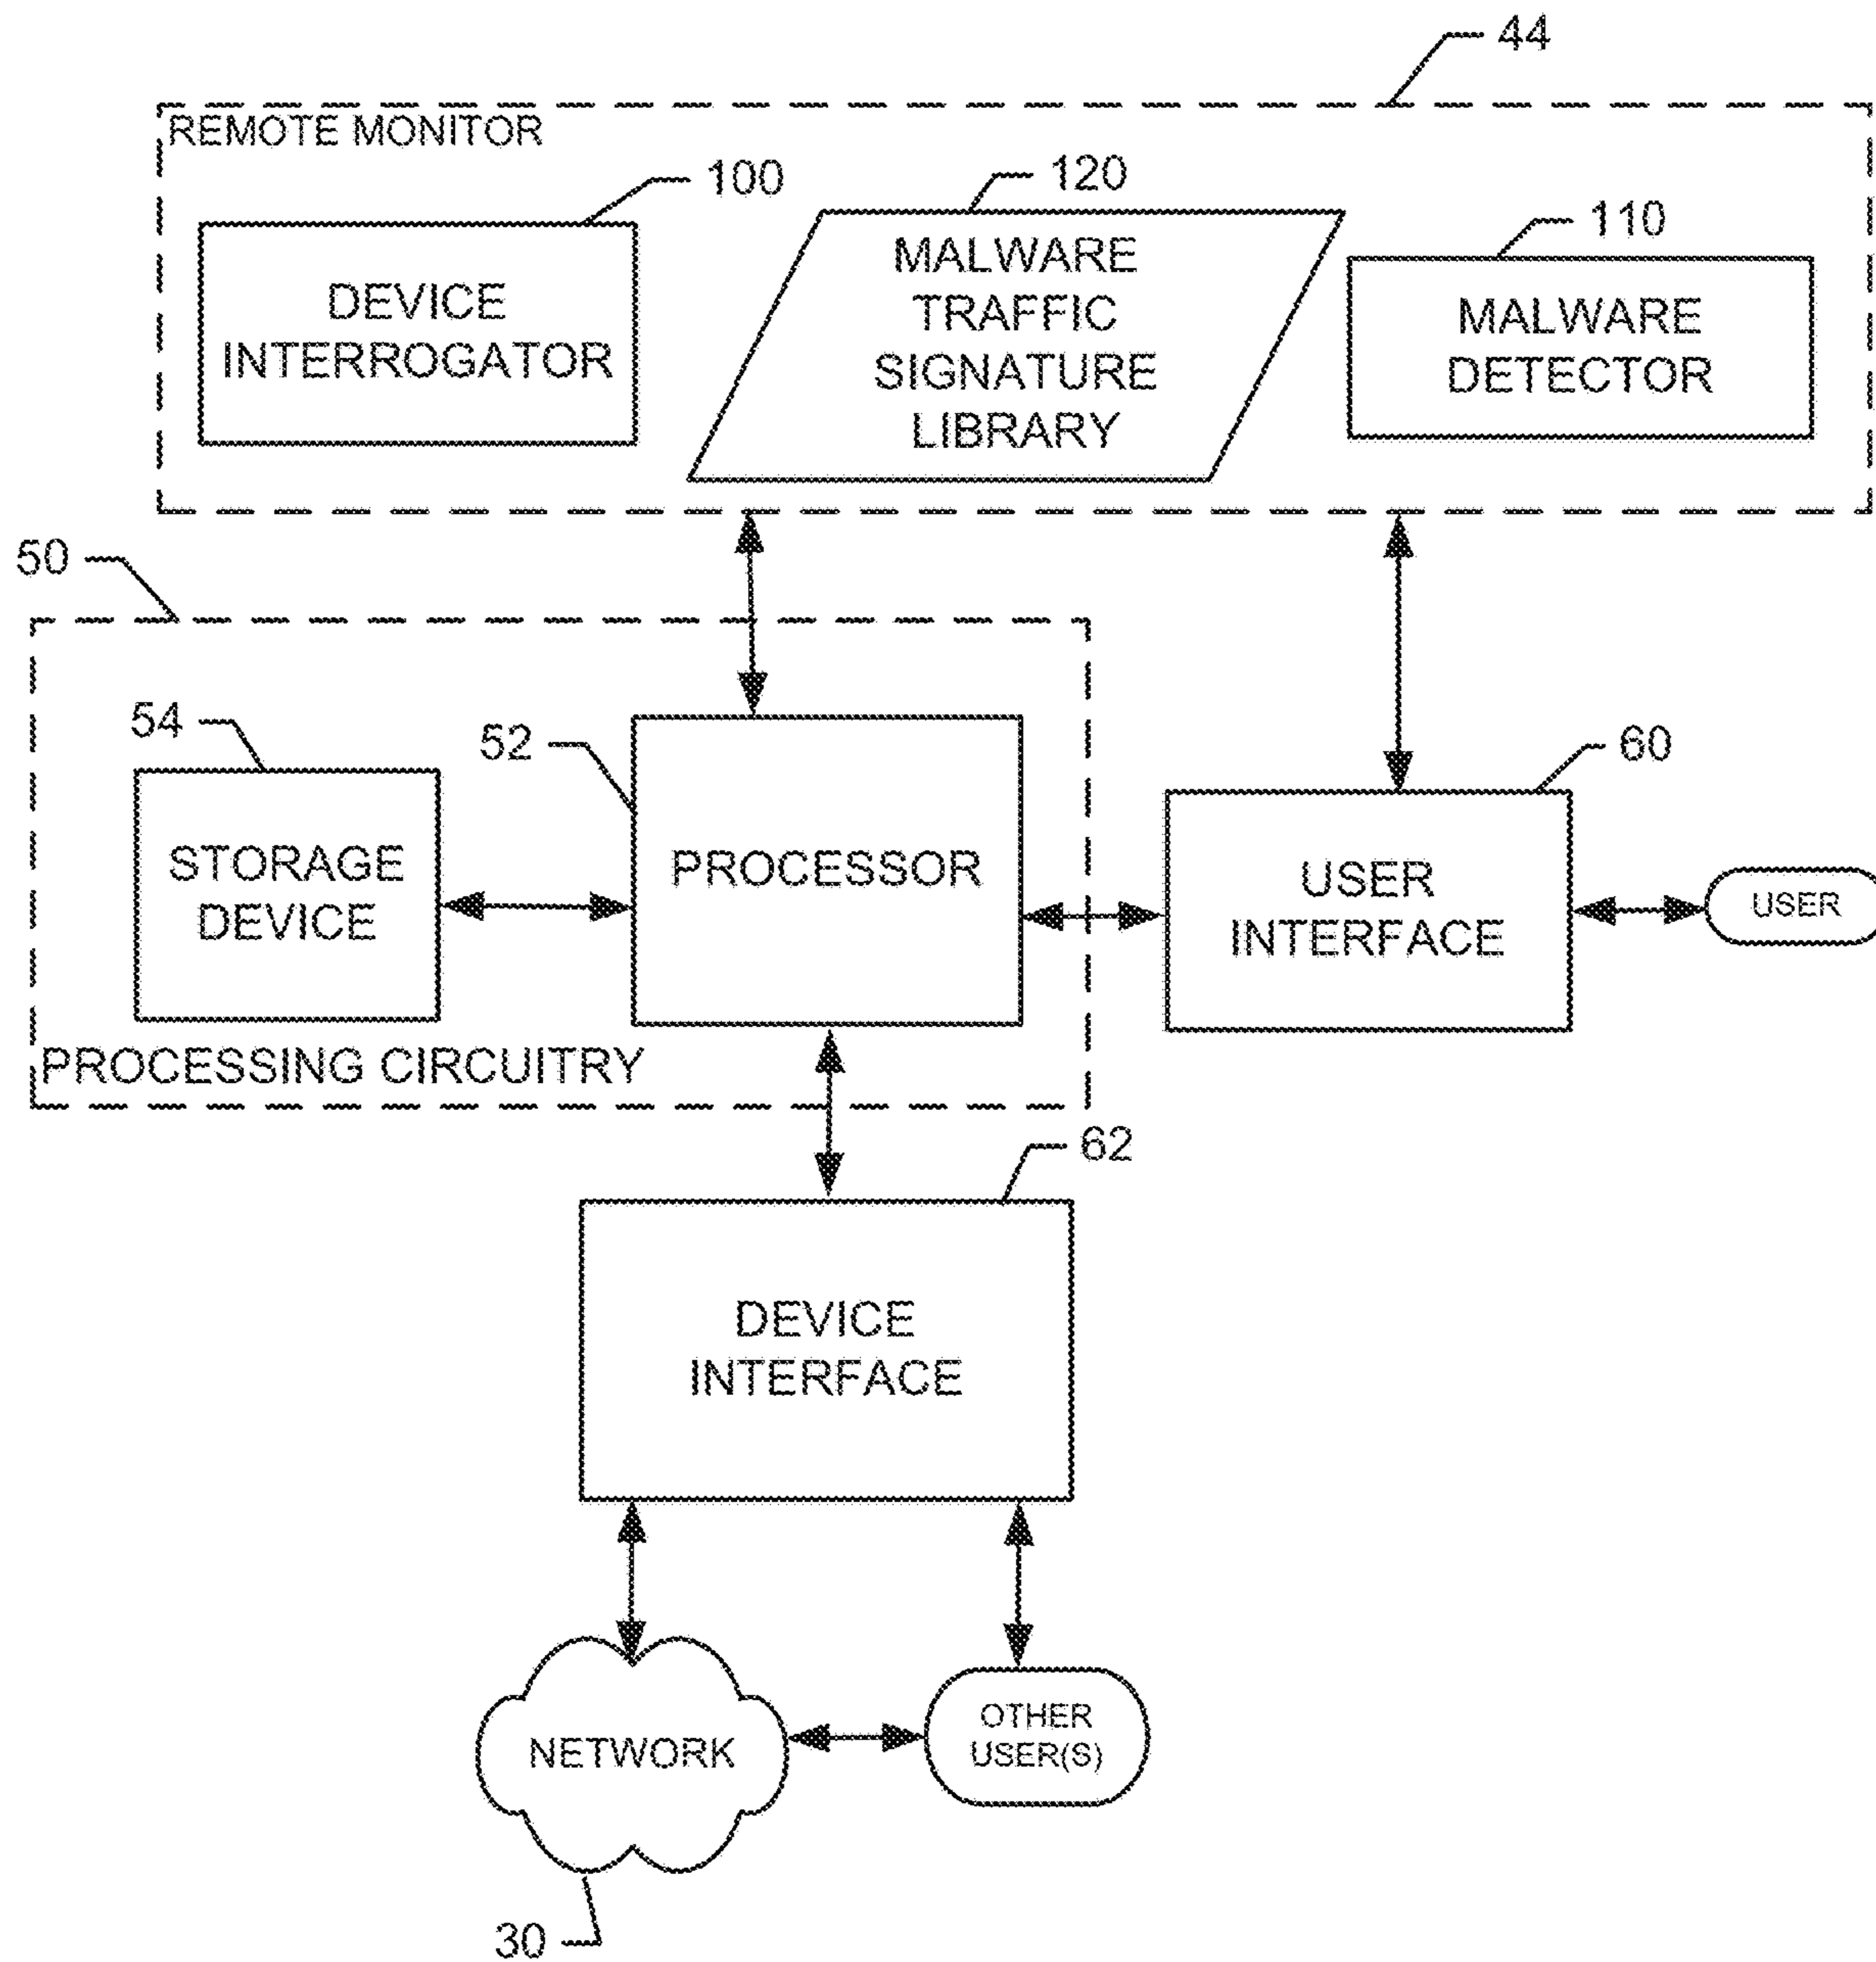 44
REMOTE MONITOR
100
120
110
DEVICE
INTERROGATOR
MALWARE
TRAFFIC
SIGNATURE
LIBRARY
MALWARE
DETECTOR
50
54
52
60
STORAGE
DEVICE
PROCESSOR
USER
INTERFACE
USER
PROCESSING CIRCUITRY
62
DEVICE
INTERFACE
NETWORK
OTHER
USER(S)
30